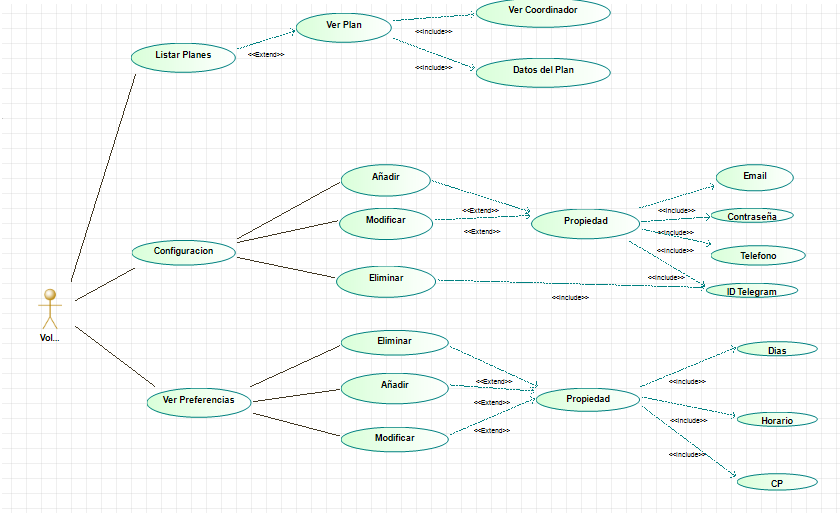 Ver Coordinador
Ver Plan
<<Include>>
Listar Planes
<<Extend>>
<<Include>>
Datos del Plan
Añadir
Email
<<Extend>>
<<Include>>
Contraseña
Modificar
Propiedad
<<Extend>>
<<Include>>
Configuracion
<<Include>>
Telefono
Eliminar
<<Include>>
ID Telegram
<<Include>>
Vol...
Eliminar
Dias
<<Extend>>
<<Include>>
Añadir
Ver Preferencias
<<Extend>>
Propiedad
<<Include>>
Horario
<<Extend>>
Modificar
<<Include>>
CP